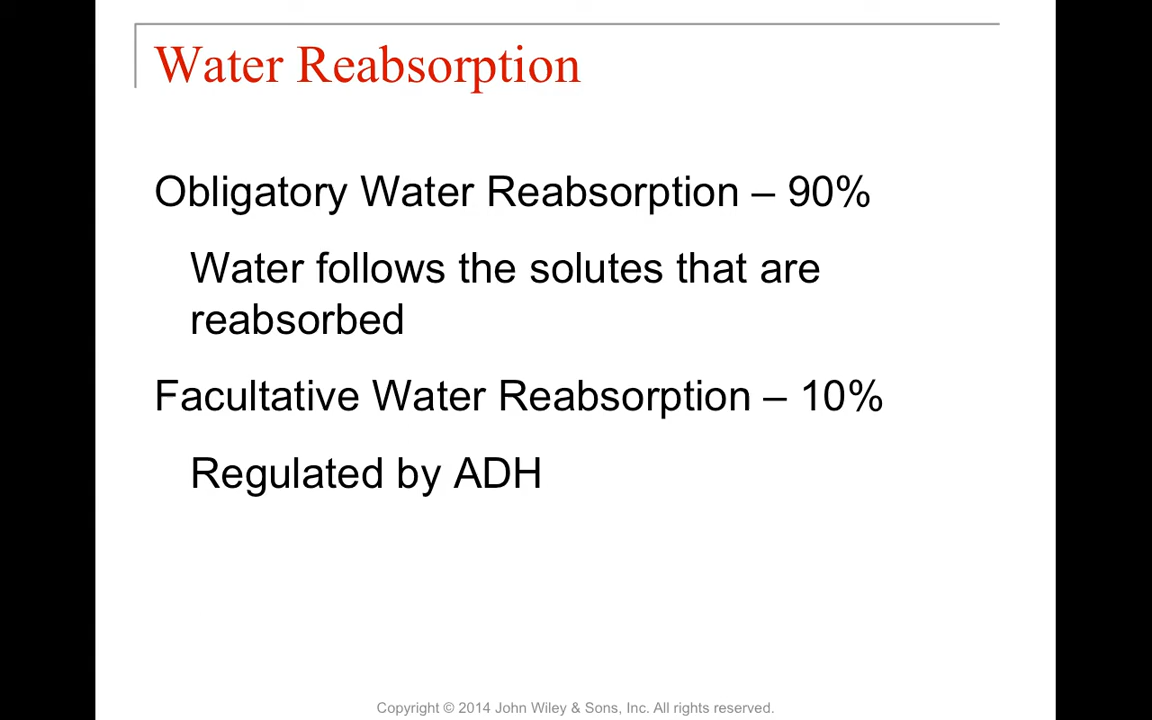 Water Reabsorption
Obligatory Water Reabsorption – 90%
Water follows the solutes that are
reabsorbed
Facultative Water Reabsorption – 10%
Regulated by ADH
Copyright © 2014 John Wiley & Sons, Inc. All rights reserved.